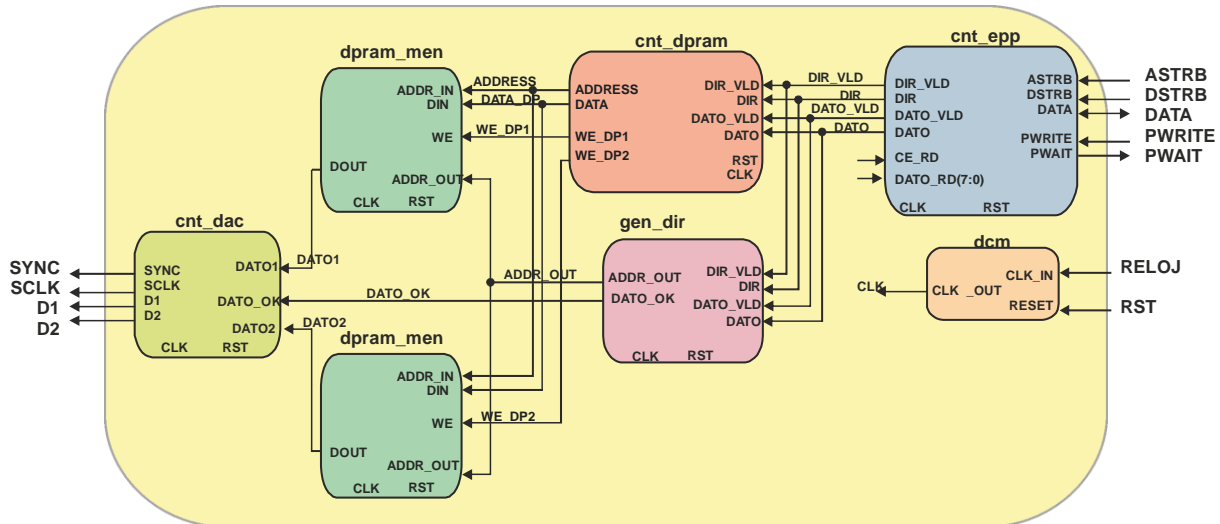 cnt_epp
ASTRB
DSTRB
DATA
PWRITE
PWAIT
DIR_VLD
DIR
DATO_VLD
DATO
CE_RD
DATO_RD(7:0)
CLK
RST
ASTRB
DSTRB
DATA
PWRITE
PWAIT
DIR_VLD
DIR
DATO_VLD
DATO
cnt_dpram
ADDRESS
DATA
WE_DP1
WE_DP2
DIR_VLD
DIR
DATO_VLD
DATO
RST
CLK
ADDRESS
DATA_DP
WE_DP1
dpram_men
ADDR_IN
DIN
WE
DOUT
ADDR_OUT
CLK
RST
gen_dir
ADDR_OUT
DATO_OK
DIR_VLD
DIR
DATO_VLD
DATO
CLK
RST
ADDR_OUT
DATO_OK
dcm
CLK_IN
CLK _OUT
RESET
CLK
RELOJ
RST
cnt_dac
SYNC
SCLK
D1
D2
DATO1
DATO_OK
DATO2
CLK
RST
DATO1
DATO2
SYNC
SCLK
D1
D2
dpram_men
ADDR_IN
DIN
WE
DOUT
ADDR_OUT
CLK
RST
WE_DP2